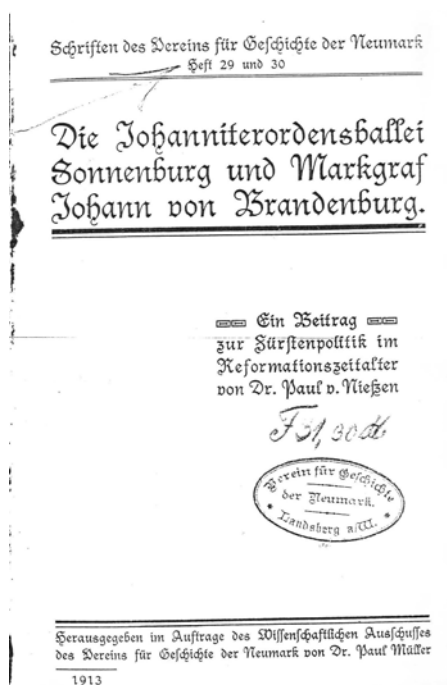 Schriften des Vereins für Geschichte der Neumark
Heft 29 und 30
Die Johanniterordensballei
Sonnenburg und Markgraf
Johann von Brandenburg.
Ein Beitrag
zur Fürstenpolitik im
Reformationszeitalter
von Dr. Paul v. Nießen
Verein für Geschichte
der Neumark.
Landsberg a/W.
Herausgegeben im Auftrage des Wissenschaftlichen Ausschusses
des Vereins für Geschichte der Neumark von Dr. Paul Müller
1913